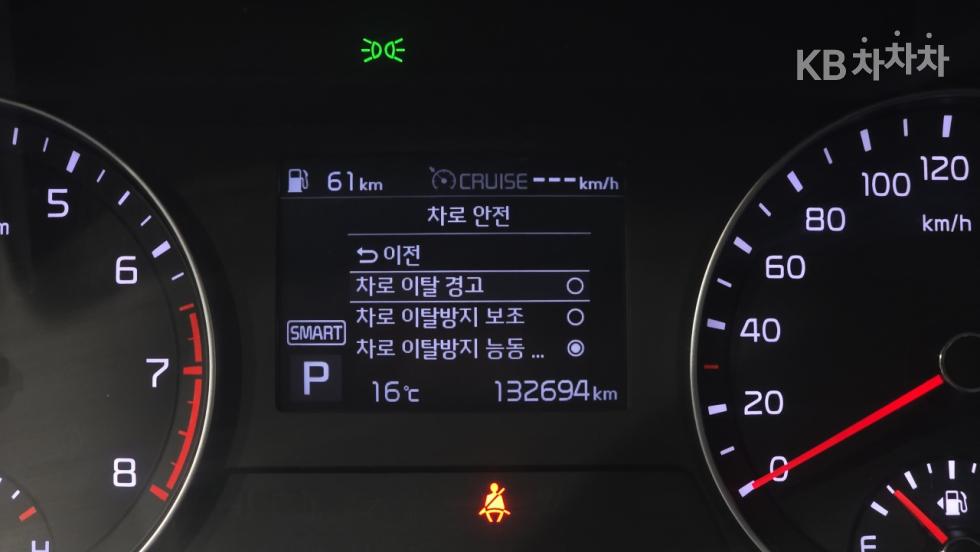 KB 차차차
61km CRUISE ---km/h
차로 안전
이전
차로 이탈 경고
차로 이탈방지 보조
차로 이탈방지 능동 ...
SMART
P
16℃ 132694km
5
6
7
8
H
0
20
40
60
80
100
120
km/h
E